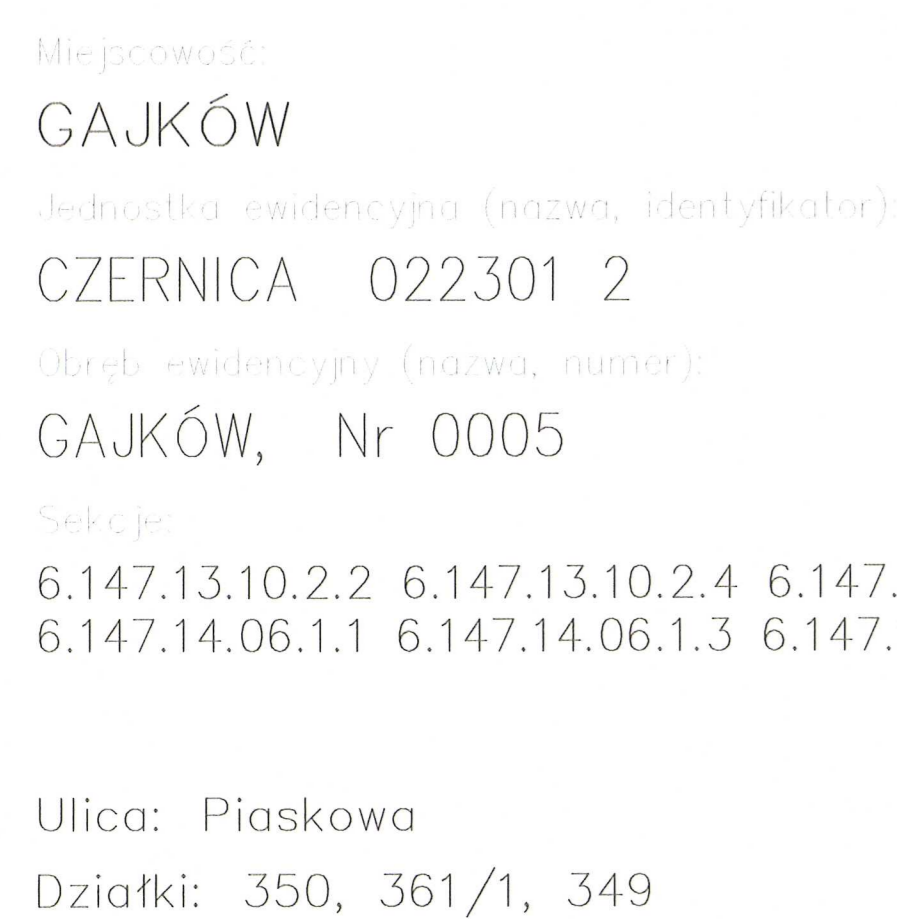 Miejscowość:
GAJKÓW
Jednostka ewidencyjna (nazwa, identyfikator):
CZERNICA 022301 2
Obręb ewidencyjny (nazwa, numer):
GAJKÓW, Nr 0005
Sekcje:
6.147.13.10.2.2 6.147.13.10.2.4 6.147.
6.147.14.06.1.1 6.147.14.06.1.3 6.147.
Ulica: Piaskowa
Działki: 350, 361/1, 349